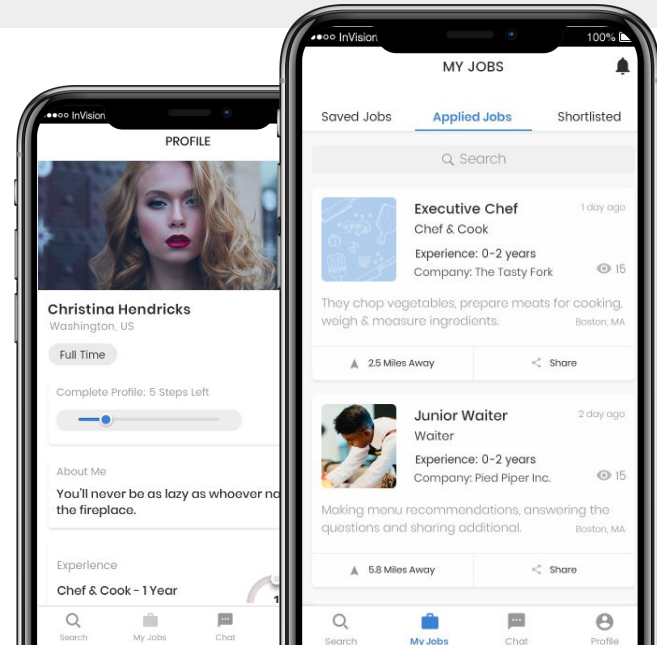 InVision
PROFILE
Christina Hendricks
Washington, US
Full Time
Complete Profile: 5 Steps Left
About Me
You'll never be as lazy as whoever
the fireplace.
Experience
Chef & Cook - 1 Year
Search My Jobs Chat
InVision 100%
MY JOBS
Saved Jobs Applied Jobs Shortlisted
Search
Executive Chef 1 day ago
Chef & Cook
Experience: 0-2 years
Company: The Tasty Fork 15
They chop vegetables, prepare meats for cooking,
weigh & measure ingredients. Boston, MA
2.5 Miles Away Share
Junior Waiter 2 day ago
Waiter
Experience: 0-2 years
Company: Pied Piper Inc. 15
Making menu recommendations, answering the
questions and sharing additional. Boston, MA
5.8 Miles Away Share
Search My Jobs Chat Profile